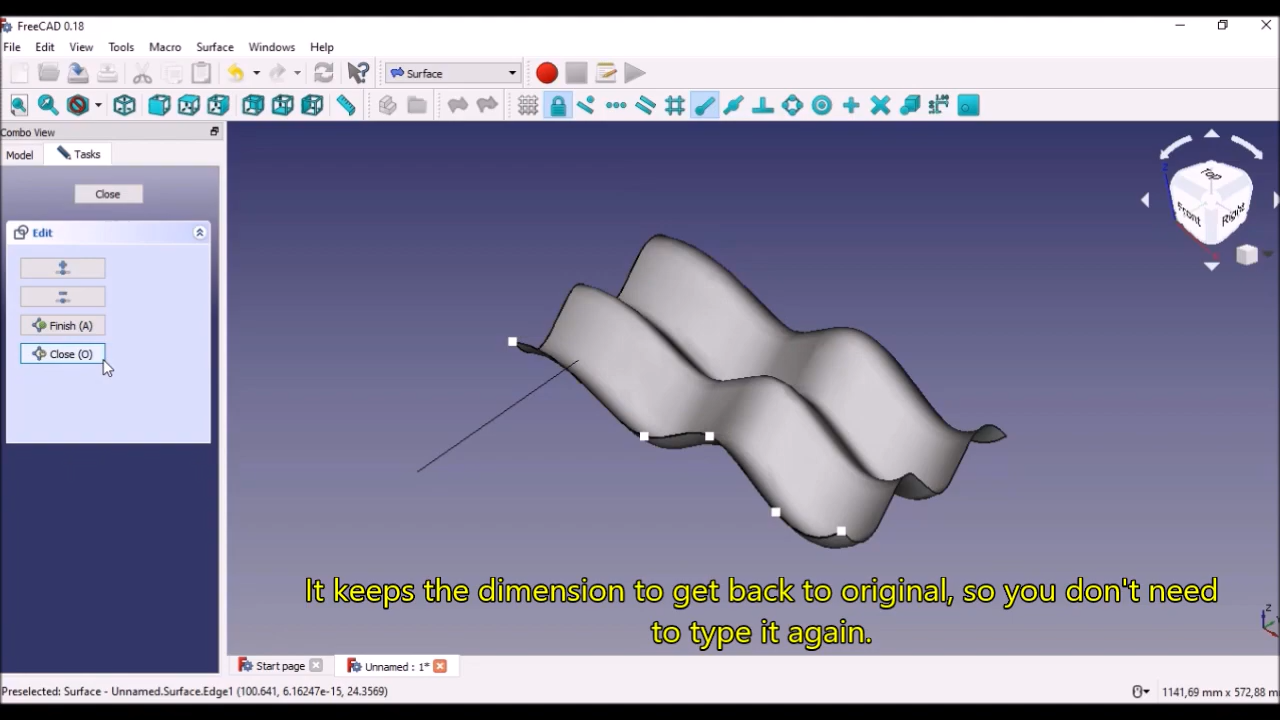 FreeCAD 0.18
File Edit View Tools Macro Surface Windows Help
Surface
Combo View
Model Tasks
Close
Edit
Finish (A)
Close (O)
Top
Front Right
It keeps the dimension to get back to original, so you don't need
to type it again.
Z
Start page Unnamed : 1*
Preselected: Surface - Unnamed.Surface.Edge1 (100.641, 6.16247e-15, 24.3569) 1141,69 mm x 572,88 m